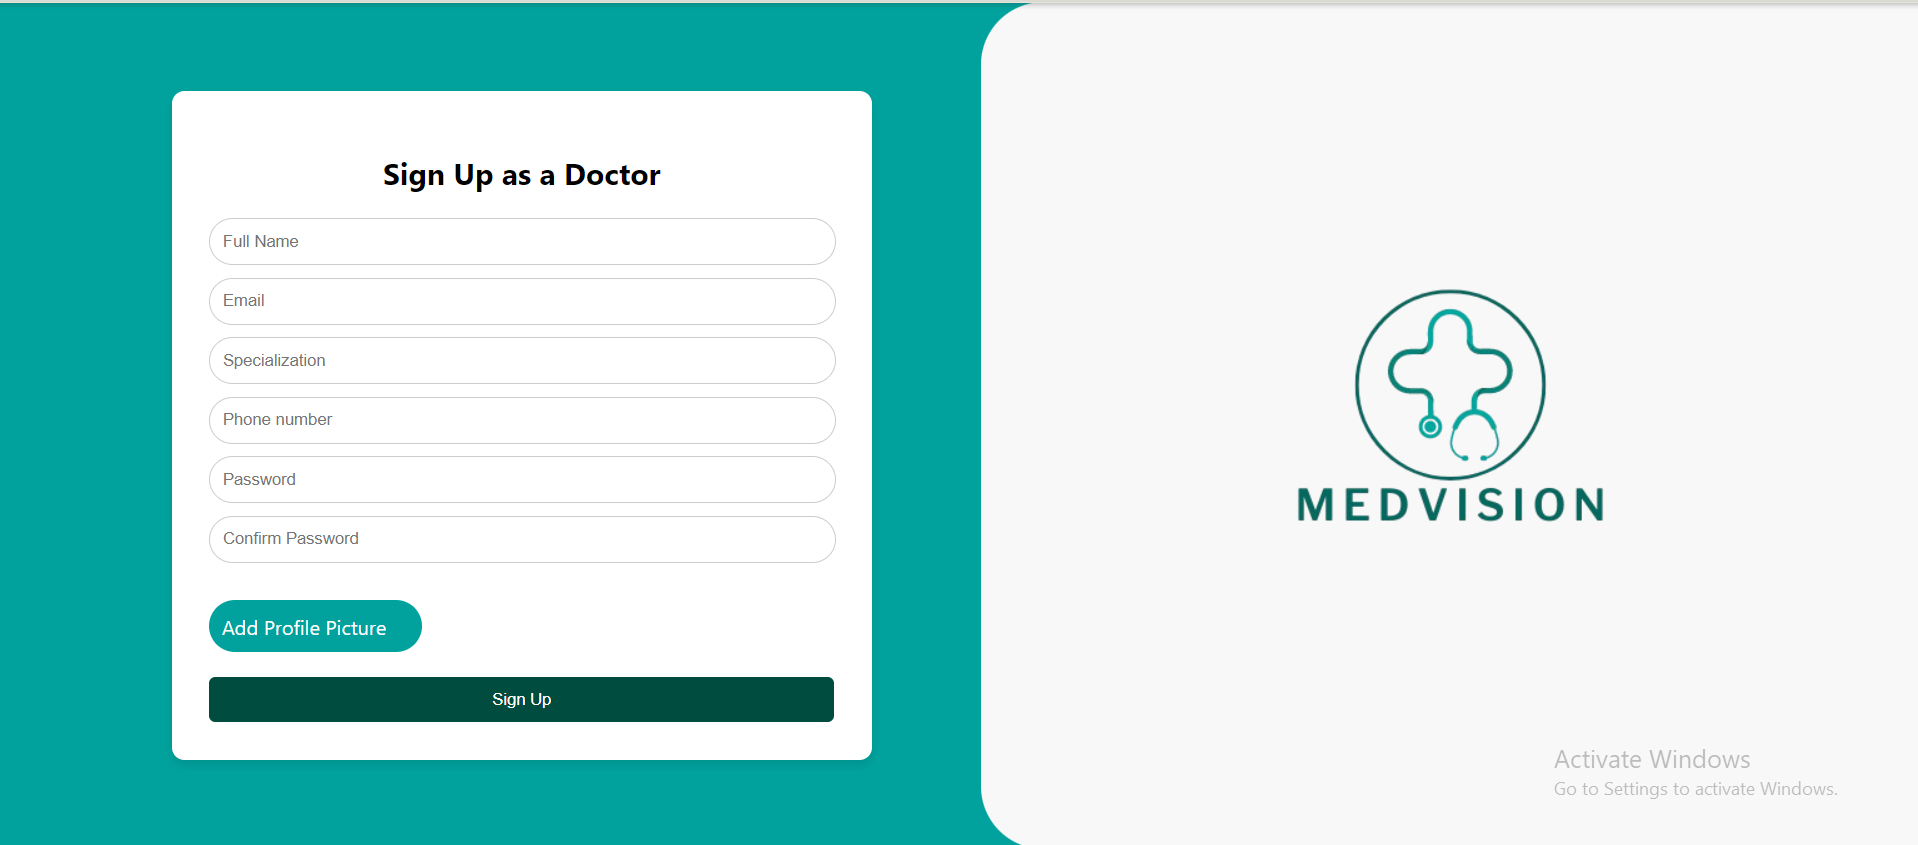 Sign Up as a Doctor
Full Name
Email
Specialization
Phone number
Password
Confirm Password
Add Profile Picture
Sign Up
MEDVISION
Activate Windows
Go to Settings to activate Windows.